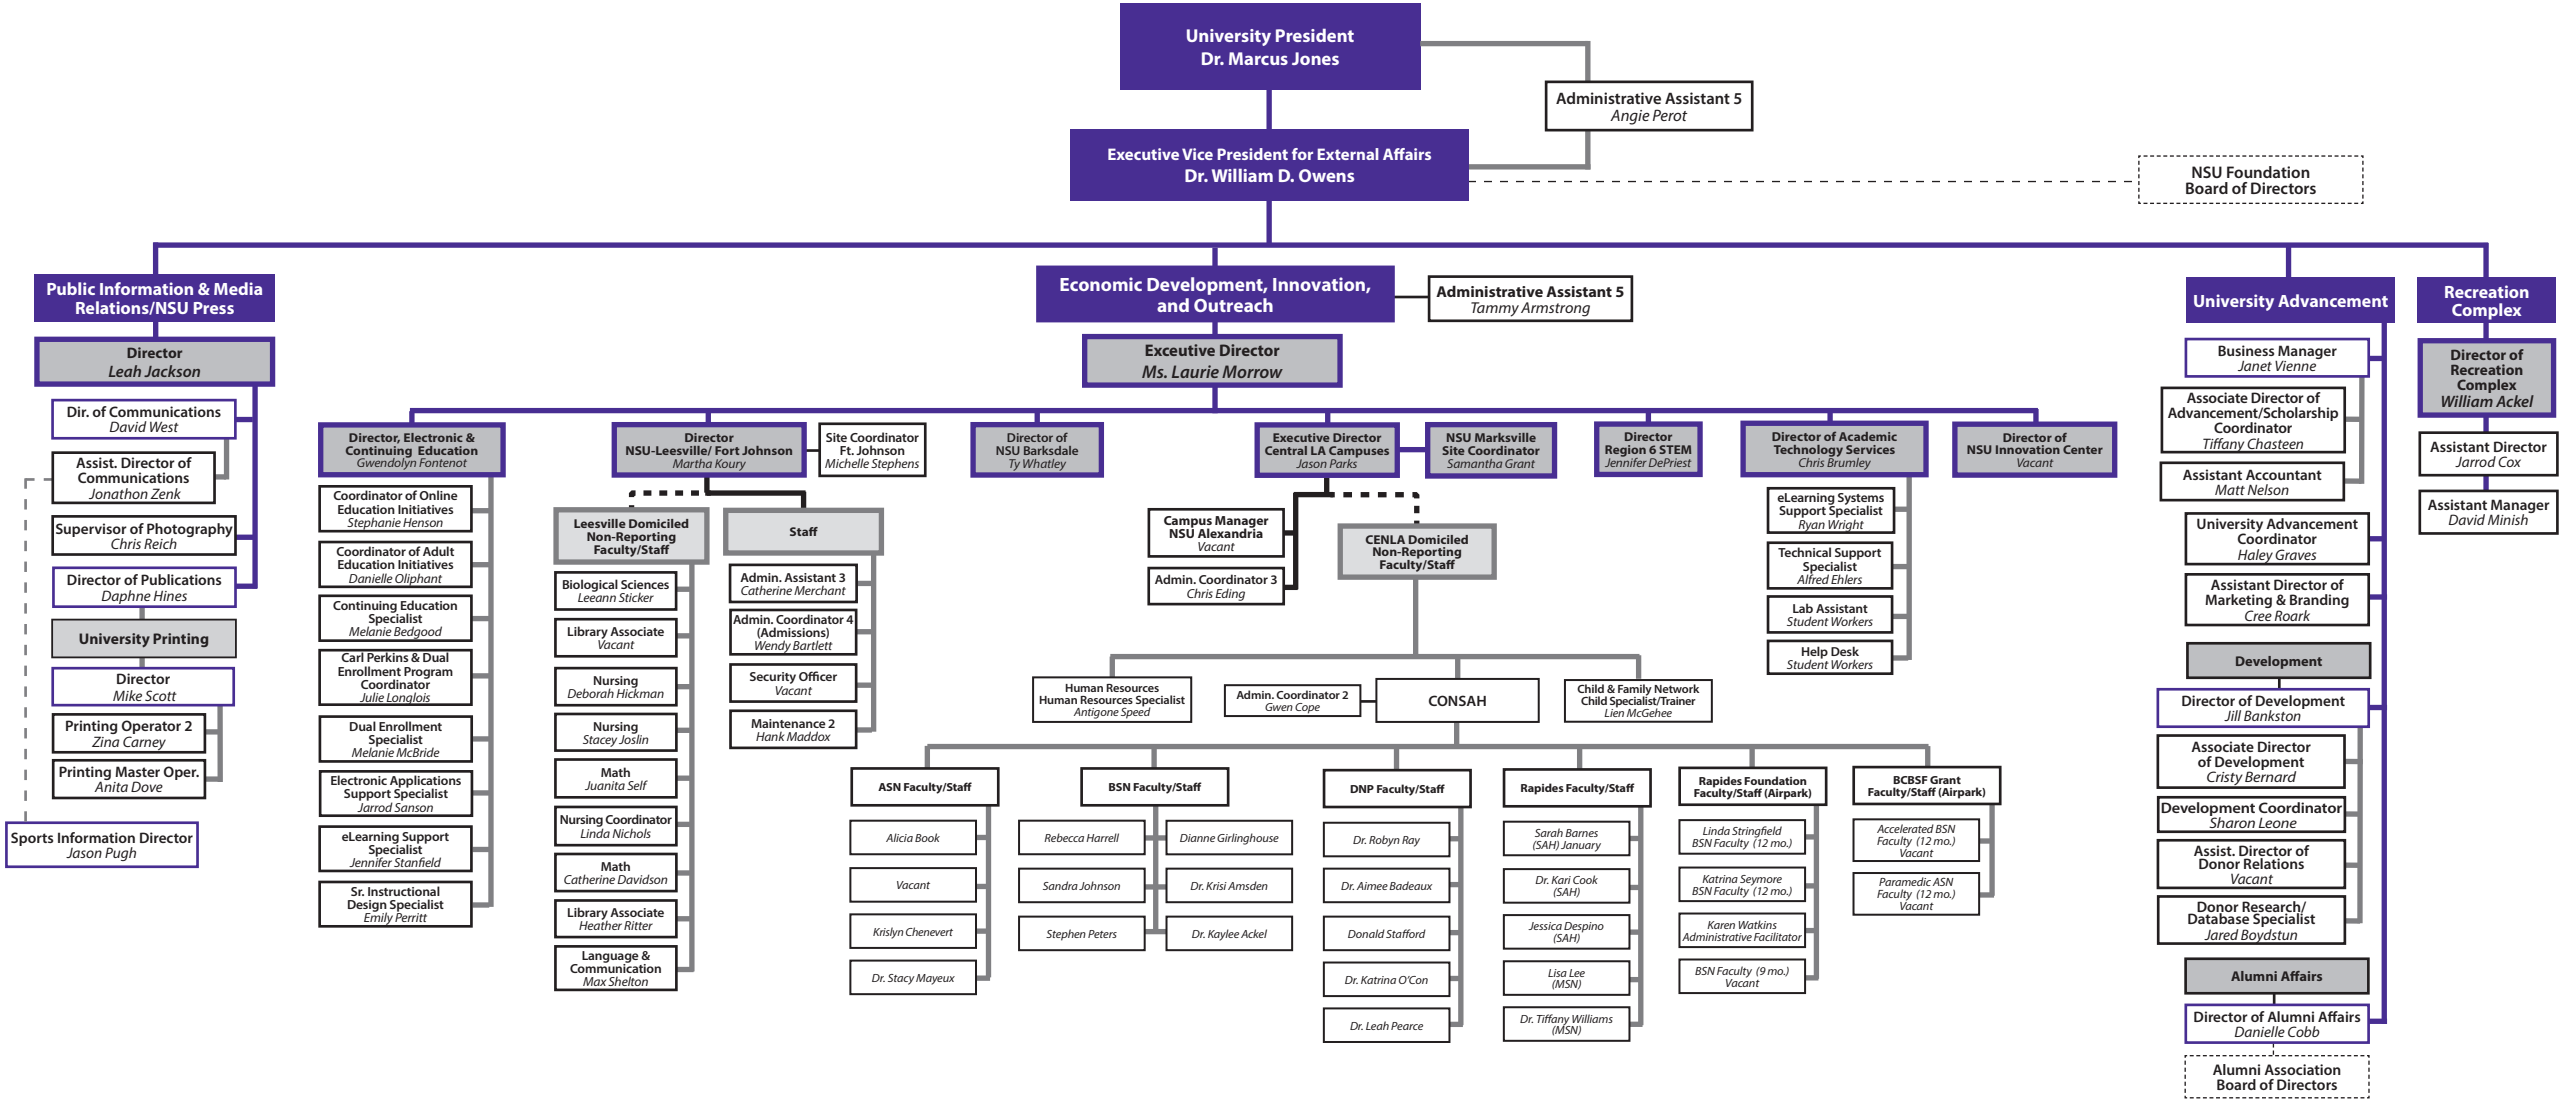 University President
Dr. Marcus Jones
Administrative Assistant 5
Angie Perot
Executive Vice President for External Affairs
Dr. William D. Owens
NSU Foundation
Board of Directors
Public Information & Media
Relations/NSU Press
Director
Leah Jackson
Dir. of Communications
David West
Assist. Director of
Communications
Jonathon Zenk
Supervisor of Photography
Chris Reich
Director of Publications
Daphne Hines
University Printing
Director
Mike Scott
Printing Operator 2
Zina Carney
Printing Master Oper.
Anita Dove
Sports Information Director
Jason Pugh
Economic Development, Innovation,
and Outreach
Administrative Assistant 5
Tammy Armstrong
Exceutive Director
Ms. Laurie Morrow
Director, Electronic &
Continuing Education
Gwendolyn Fontenot
Coordinator of Online
Education Initiatives
Stephanie Henson
Coordinator of Adult
Education Initiatives
Danielle Oliphant
Continuing Education
Specialist
Melanie Bedgood
Carl Perkins & Dual
Enrollment Program
Coordinator
Julie Longlois
Dual Enrollment
Specialist
Melanie McBride
Electronic Applications
Support Specialist
Jarrod Sanson
eLearning Support
Specialist
Jennifer Stanfield
Sr. Instructional
Design Specialist
Emily Perritt
Director
NSU-Leesville/ Fort Johnson
Martha Koury
Site Coordinator
Ft. Johnson
Michelle Stephens
Leesville Domiciled
Non-Reporting
Faculty/Staff
Biological Sciences
Leeann Sticker
Library Associate
Vacant
Nursing
Deborah Hickman
Nursing
Stacey Joslin
Math
Juanita Self
Nursing Coordinator
Linda Nichols
Math
Catherine Davidson
Library Associate
Heather Ritter
Language &
Communication
Max Shelton
Staff
Admin. Assistant 3
Catherine Merchant
Admin. Coordinator 4
(Admissions)
Wendy Bartlett
Security Officer
Vacant
Maintenance 2
Hank Maddox
Director of
NSU Barksdale
Ty Whatley
Executive Director
Central LA Campuses
Jason Parks
NSU Marksville
Site Coordinator
Samantha Grant
Campus Manager
NSU Alexandria
Vacant
Admin. Coordinator 3
Chris Eding
CENLA Domiciled
Non-Reporting
Faculty/Staff
Human Resources
Human Resources Specialist
Antigone Speed
Admin. Coordinator 2
Gwen Cope
CONSAH
Child & Family Network
Child Specialist/Trainer
Lien McGehee
ASN Faculty/Staff
Alicia Book
Vacant
Krislyn Chenevert
Dr. Stacy Mayeux
BSN Faculty/Staff
Rebecca Harrell
Dianne Girlinghouse
Sandra Johnson
Dr. Krisi Amsden
Stephen Peters
Dr. Kaylee Ackel
DNP Faculty/Staff
Dr. Robyn Ray
Dr. Aimee Badeaux
Donald Stafford
Dr. Katrina O'Con
Dr. Leah Pearce
Rapides Faculty/Staff
Sarah Barnes
(SAH) January
Dr. Kari Cook
(SAH)
Jessica Despino
(SAH)
Lisa Lee
(MSN)
Dr. Tiffany Williams
(MSN)
Rapides Foundation
Faculty/Staff (Airpark)
Linda Stringfield
BSN Faculty (12 mo.)
Katrina Seymore
BSN Faculty (12 mo.)
Karen Watkins
Administrative Facilitator
BSN Faculty (9 mo.)
Vacant
BCBSF Grant
Faculty/Staff (Airpark)
Accelerated BSN
Faculty (12 mo.)
Vacant
Paramedic ASN
Faculty (12 mo.)
Vacant
Director
Region 6 STEM
Jennifer DePriest
Director of Academic
Technology Services
Chris Brumley
eLearning Systems
Support Specialist
Ryan Wright
Technical Support
Specialist
Alfred Ehlers
Lab Assistant
Student Workers
Help Desk
Student Workers
Director of
NSU Innovation Center
Vacant
University Advancement
Business Manager
Janet Vienne
Associate Director of
Advancement/Scholarship
Coordinator
Tiffany Chasteen
Assistant Accountant
Matt Nelson
University Advancement
Coordinator
Haley Graves
Assistant Director of
Marketing & Branding
Cree Roark
Development
Director of Development
Jill Bankston
Associate Director
of Development
Cristy Bernard
Development Coordinator
Sharon Leone
Assist. Director of
Donor Relations
Vacant
Donor Research/
Database Specialist
Jared Boydstun
Alumni Affairs
Director of Alumni Affairs
Danielle Cobb
Alumni Association
Board of Directors
Recreation
Complex
Director of
Recreation
Complex
William Ackel
Assistant Director
Jarrod Cox
Assistant Manager
David Minish